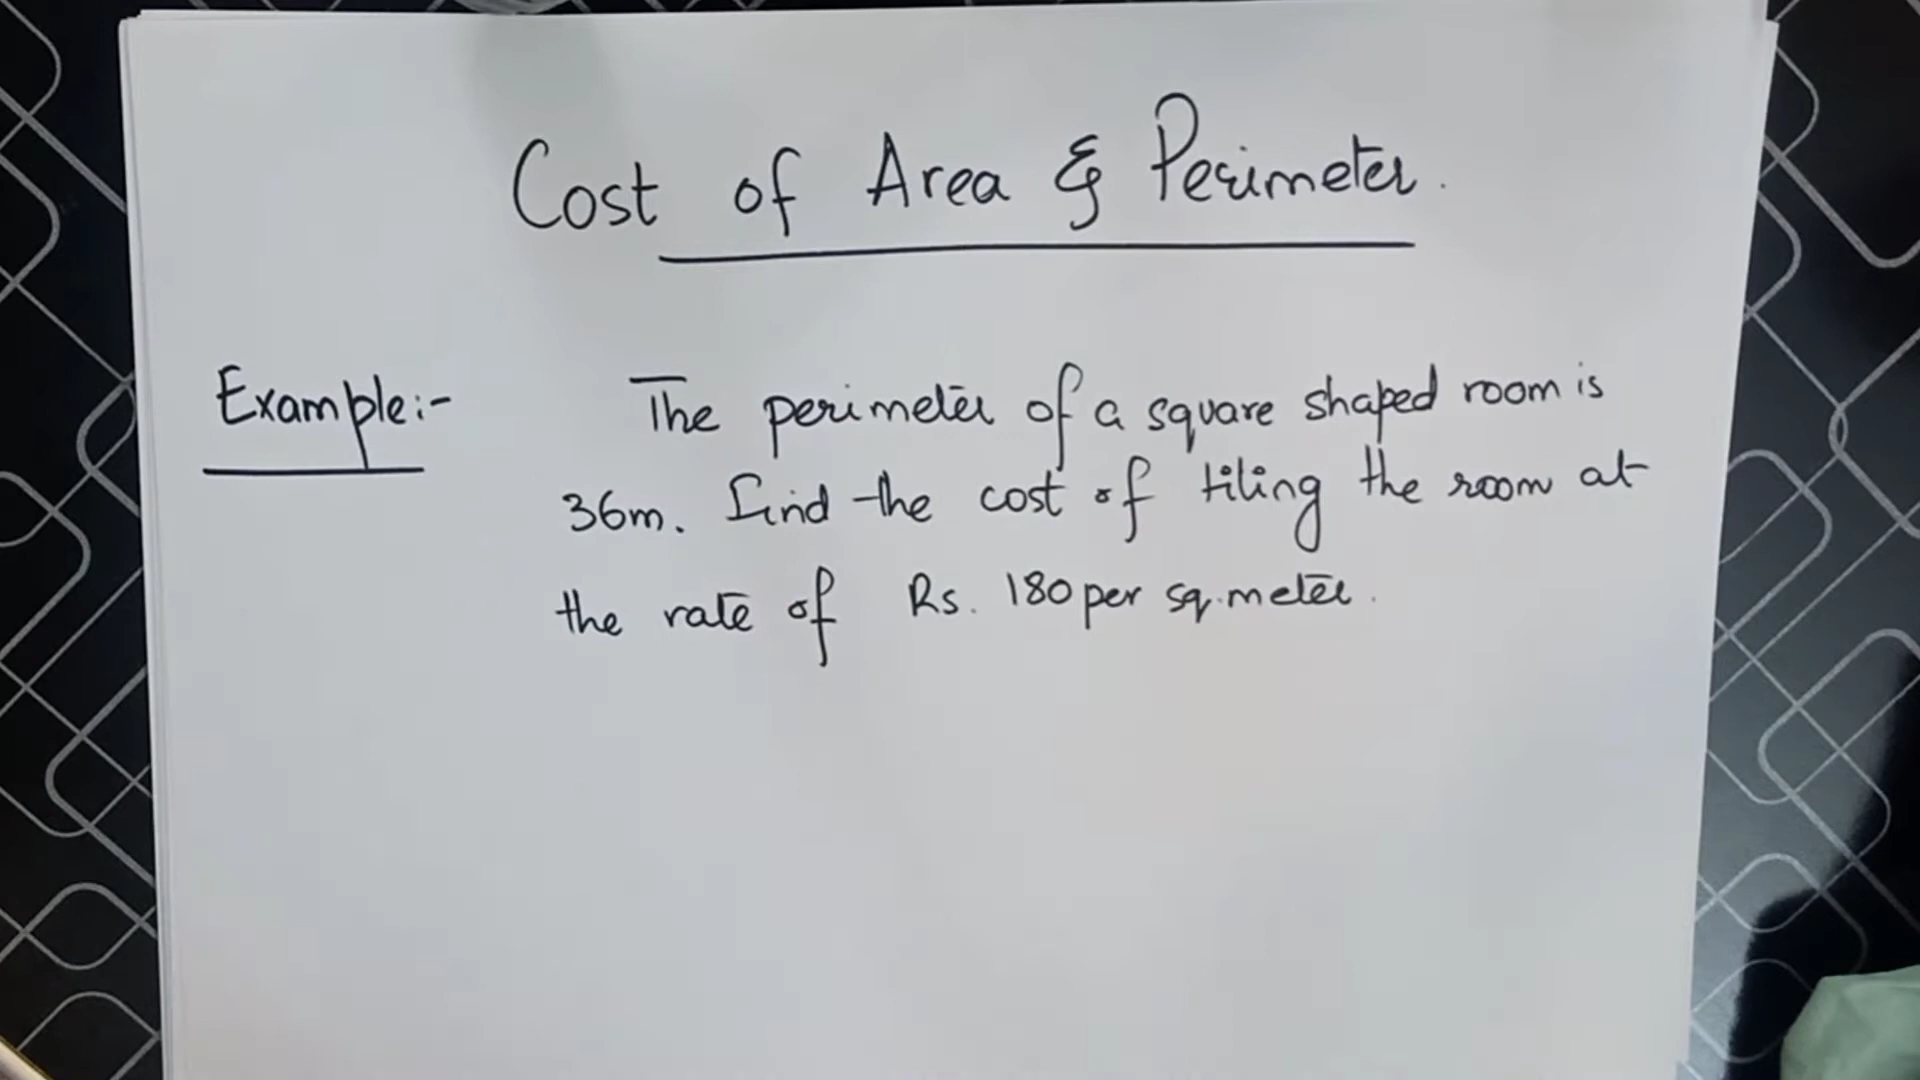 Cost of Area & Perimeter.
Example:- The perimeter of a square shaped room is
36m. Find the cost of tiling the room at
the rate of Rs. 180 per sq.meter.